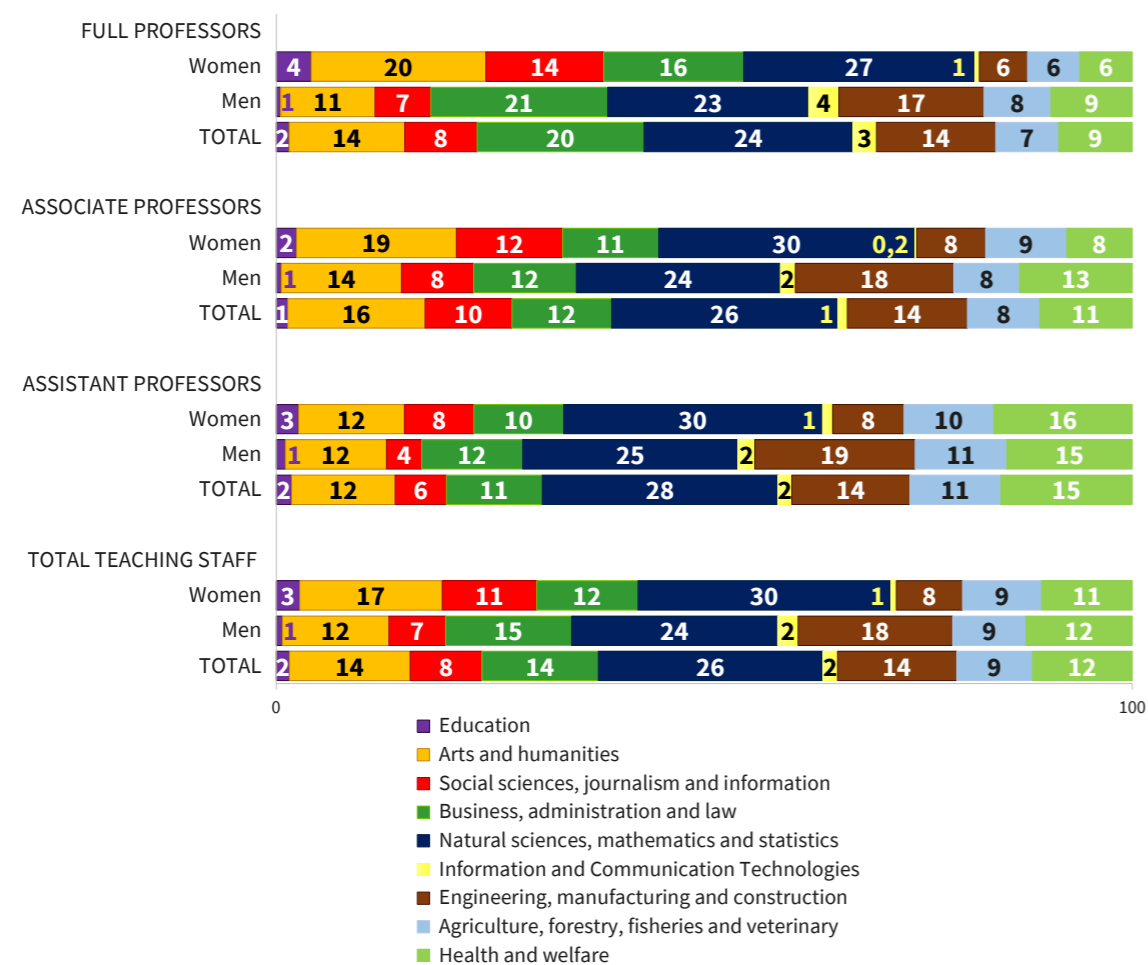 FULL PROFESSORS
Women 4 20 14 16 27 1 6 6 6
Men 1 11 7 21 23 4 17 8 9
TOTAL 2 14 8 20 24 3 14 7 9
ASSOCIATE PROFESSORS
Women 2 19 12 11 30 0,2 8 9 8
Men 1 14 8 12 24 2 18 8 13
TOTAL 1 16 10 12 26 1 14 8 11
ASSISTANT PROFESSORS
Women 3 12 8 10 30 1 8 10 16
Men 1 12 4 12 25 2 19 11 15
TOTAL 2 12 6 11 28 2 14 11 15
TOTAL TEACHING STAFF
Women 3 17 11 12 30 1 8 9 11
Men 1 12 7 15 24 2 18 9 12
TOTAL 2 14 8 14 26 2 14 9 12
0 100
Education
Arts and humanities
Social sciences, journalism and information
Business, administration and law
Natural sciences, mathematics and statistics
Information and Communication Technologies
Engineering, manufacturing and construction
Agriculture, forestry, fisheries and veterinary
Health and welfare